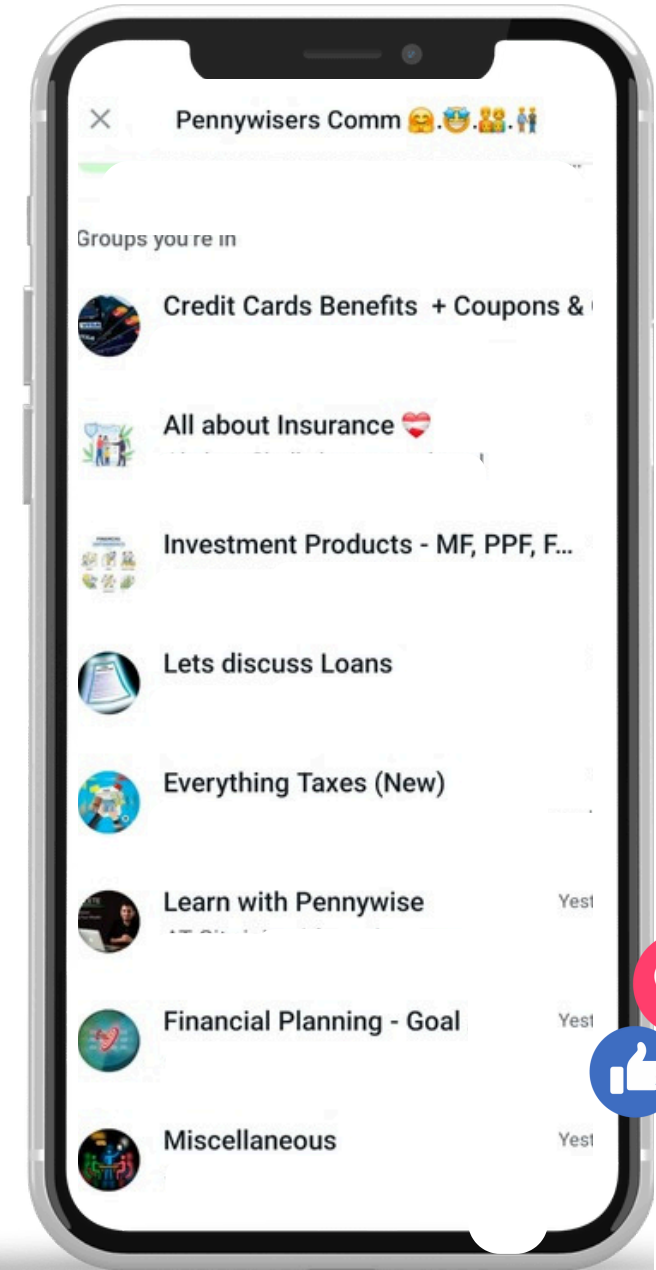 Pennywisers Comm 🤗.🤩.👨‍👩‍👧‍👦.👬
Groups you're in
Credit Cards Benefits + Coupons &
All about Insurance
Investment Products - MF, PPF, F...
Lets discuss Loans
Everything Taxes (New)
Learn with Pennywise Yest
Financial Planning - Goal Yest
Miscellaneous Yest